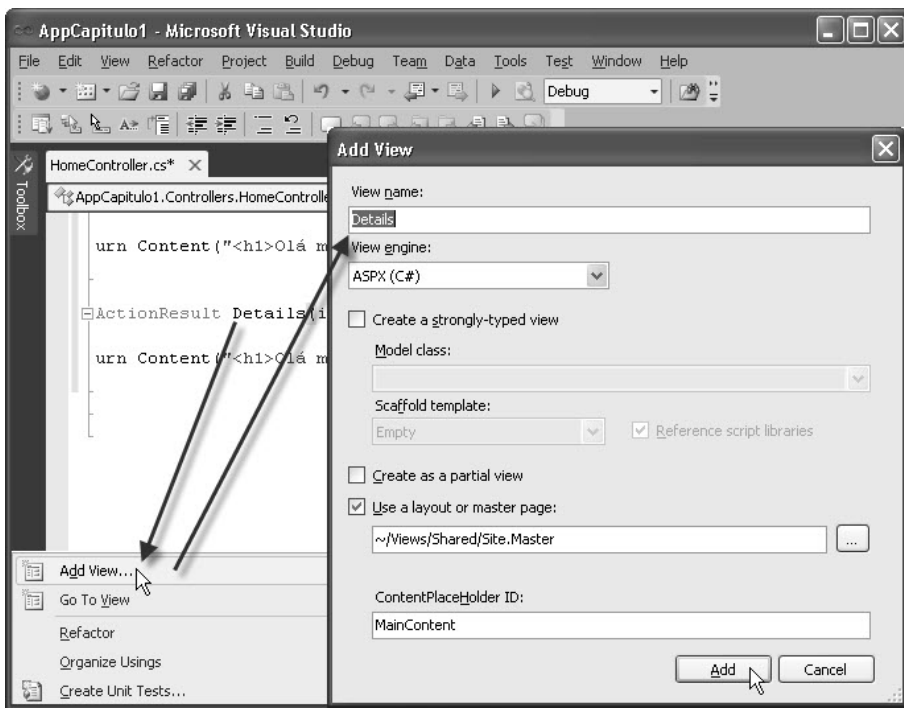 AppCapitulo1 - Microsoft Visual Studio
File Edit View Refactor Project Build Debug Team Data Tools Test Window Help
Debug
Toolbox
HomeController.cs*
AppCapitulo1.Controllers.HomeControlle
urn Content("<h1>Olá m
ActionResult Details(i
urn Content("<h1>Olá m
Add View...
Go To View
Refactor
Organize Usings
Create Unit Tests...
Add View
View name:
Details
View engine:
ASPX (C#)
Create a strongly-typed view
Model class:
Scaffold template:
Empty
Reference script libraries
Create as a partial view
Use a layout or master page:
~/Views/Shared/Site.Master
...
ContentPlaceHolder ID:
MainContent
Add Cancel